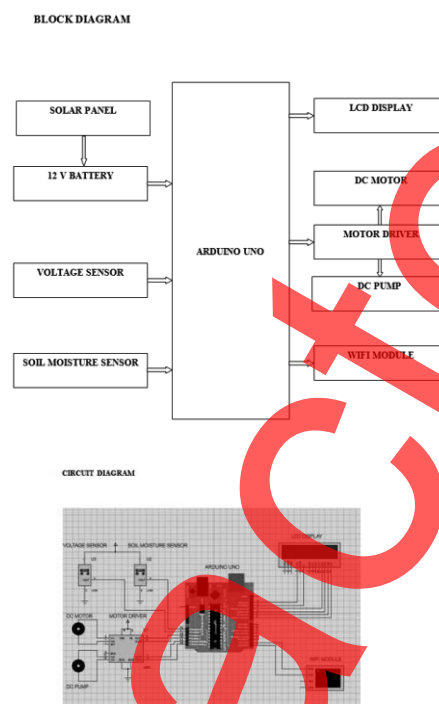 BLOCK DIAGRAM
SOLAR PANEL
LCD DISPLAY
12 V BATTERY
DC MOTOR
MOTOR DRIVER
ARDUINO UNO
VOLTAGE SENSOR
DC PUMP
SOIL MOISTURE SENSOR
WIFI MODULE
CIRCUIT DIAGRAM
LCD DISPLAY
VOLTAGE SENSOR
SOIL MOISTURE SENSOR
ARDUINO UNO
DC MOTOR
MOTOR DRIVER
WIFI MODULE
DC PUMP